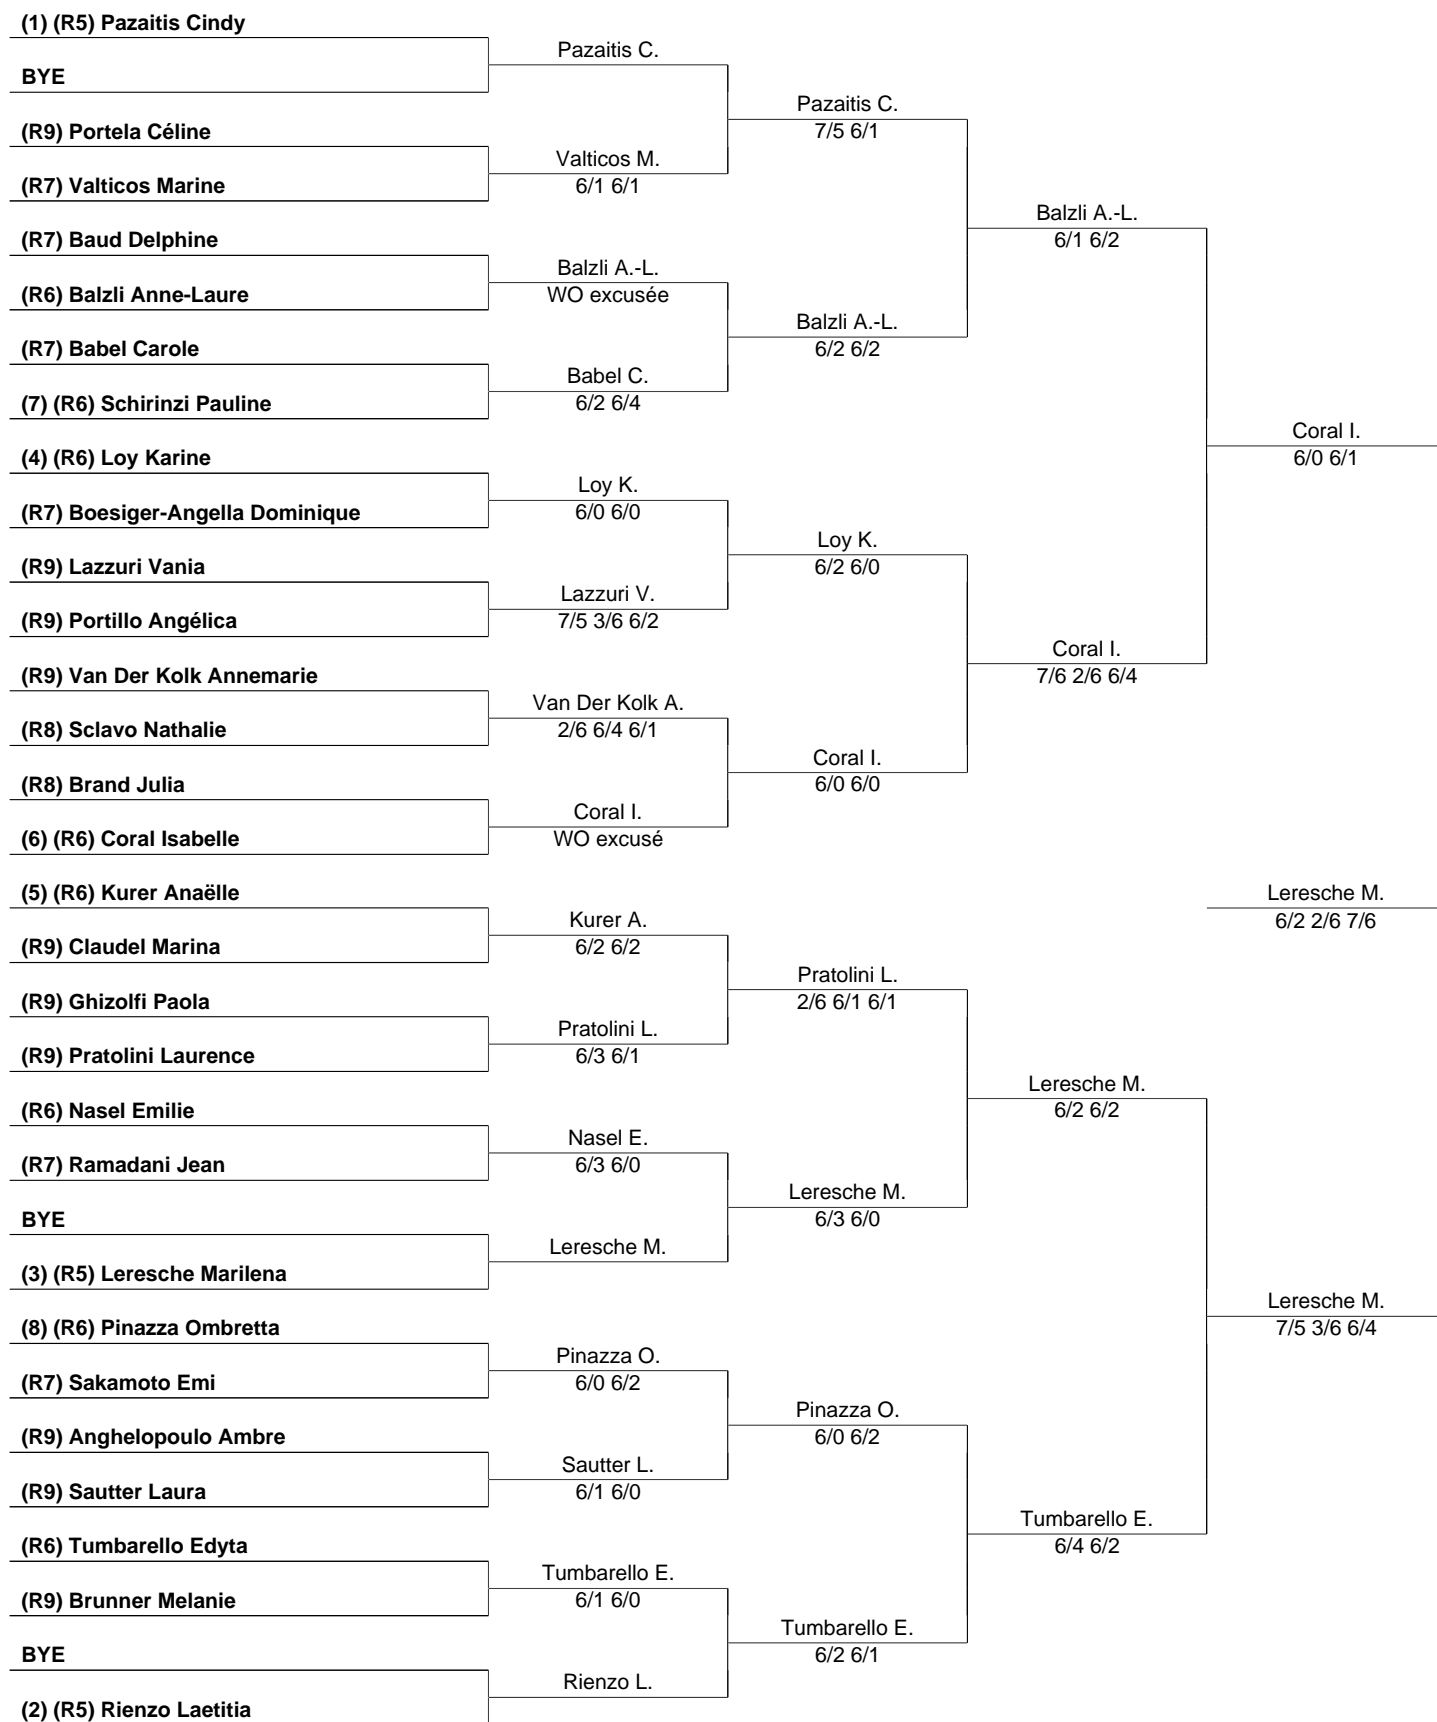 (1) (R5) Pazaitis Cindy
BYE
(R9) Portela Céline
(R7) Valticos Marine
(R7) Baud Delphine
(R6) Balzli Anne-Laure
(R7) Babel Carole
(7) (R6) Schirinzi Pauline
(4) (R6) Loy Karine
(R7) Boesiger-Angella Dominique
(R9) Lazzuri Vania
(R9) Portillo Angélica
(R9) Van Der Kolk Annemarie
(R8) Sclavo Nathalie
(R8) Brand Julia
(6) (R6) Coral Isabelle
(5) (R6) Kurer Anaëlle
(R9) Claudel Marina
(R9) Ghizolfi Paola
(R9) Pratolini Laurence
(R6) Nasel Emilie
(R7) Ramadani Jean
BYE
(3) (R5) Leresche Marilena
(8) (R6) Pinazza Ombretta
(R7) Sakamoto Emi
(R9) Anghelopoulo Ambre
(R9) Sautter Laura
(R6) Tumbarello Edyta
(R9) Brunner Melanie
BYE
(2) (R5) Rienzo Laetitia
Pazaitis C.
Valticos M.
6/1 6/1
Balzli A.-L.
WO excusée
Babel C.
6/2 6/4
Loy K.
6/0 6/0
Lazzuri V.
7/5 3/6 6/2
Van Der Kolk A.
2/6 6/4 6/1
Coral I.
WO excusé
Kurer A.
6/2 6/2
Pratolini L.
6/3 6/1
Nasel E.
6/3 6/0
Leresche M.
Pinazza O.
6/0 6/2
Sautter L.
6/1 6/0
Tumbarello E.
6/1 6/0
Rienzo L.
Pazaitis C.
7/5 6/1
Balzli A.-L.
6/2 6/2
Loy K.
6/2 6/0
Coral I.
6/0 6/0
Pratolini L.
2/6 6/1 6/1
Leresche M.
6/3 6/0
Pinazza O.
6/0 6/2
Tumbarello E.
6/2 6/1
Balzli A.-L.
6/1 6/2
Coral I.
7/6 2/6 6/4
Leresche M.
6/2 6/2
Tumbarello E.
6/4 6/2
Coral I.
6/0 6/1
Leresche M.
6/2 2/6 7/6
Leresche M.
7/5 3/6 6/4